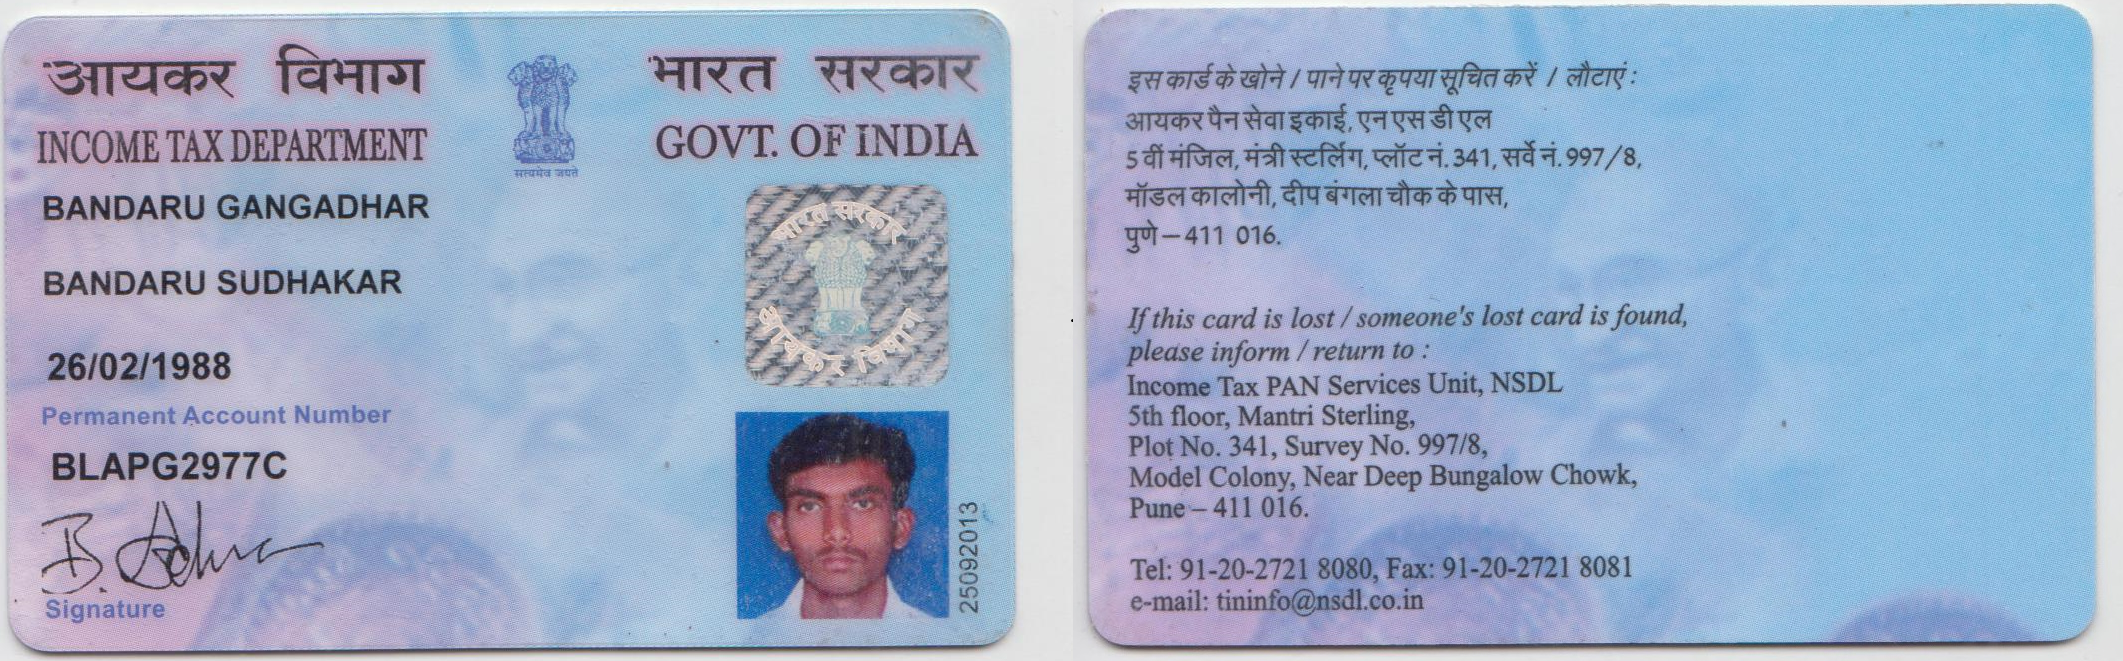 आयकर विभाग
INCOME TAX DEPARTMENT
सत्यमेव जयते
भारत सरकार
GOVT. OF INDIA
BANDARU GANGADHAR
BANDARU SUDHAKAR
26/02/1988
Permanent Account Number
BLAPG2977C
Signature
भारत सरकार
आयकर विभाग
25092013
इस कार्ड के खोने / पाने पर कृपया सूचित करें / लौटाएं :
आयकर पैन सेवा इकाई, एन एस डी एल
5 वीं मंजिल, मंत्री स्टर्लिंग, प्लॉट नं. 341, सर्वे नं. 997/8,
मॉडल कालोनी, दीप बंगला चौक के पास,
पुणे – 411 016.
If this card is lost / someone's lost card is found,
please inform / return to :
Income Tax PAN Services Unit, NSDL
5th floor, Mantri Sterling,
Plot No. 341, Survey No. 997/8,
Model Colony, Near Deep Bungalow Chowk,
Pune – 411 016.
Tel: 91-20-2721 8080, Fax: 91-20-2721 8081
e-mail: tininfo@nsdl.co.in